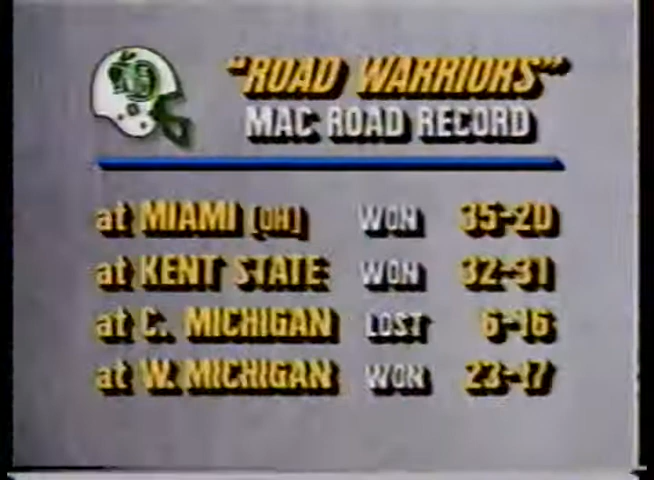 "ROAD WARRIORS"
MAC ROAD RECORD
at MIAMI [OH] WON 35-20
at KENT STATE WON 32-31
at C. MICHIGAN LOST 6-16
at W. MICHIGAN WON 23-17